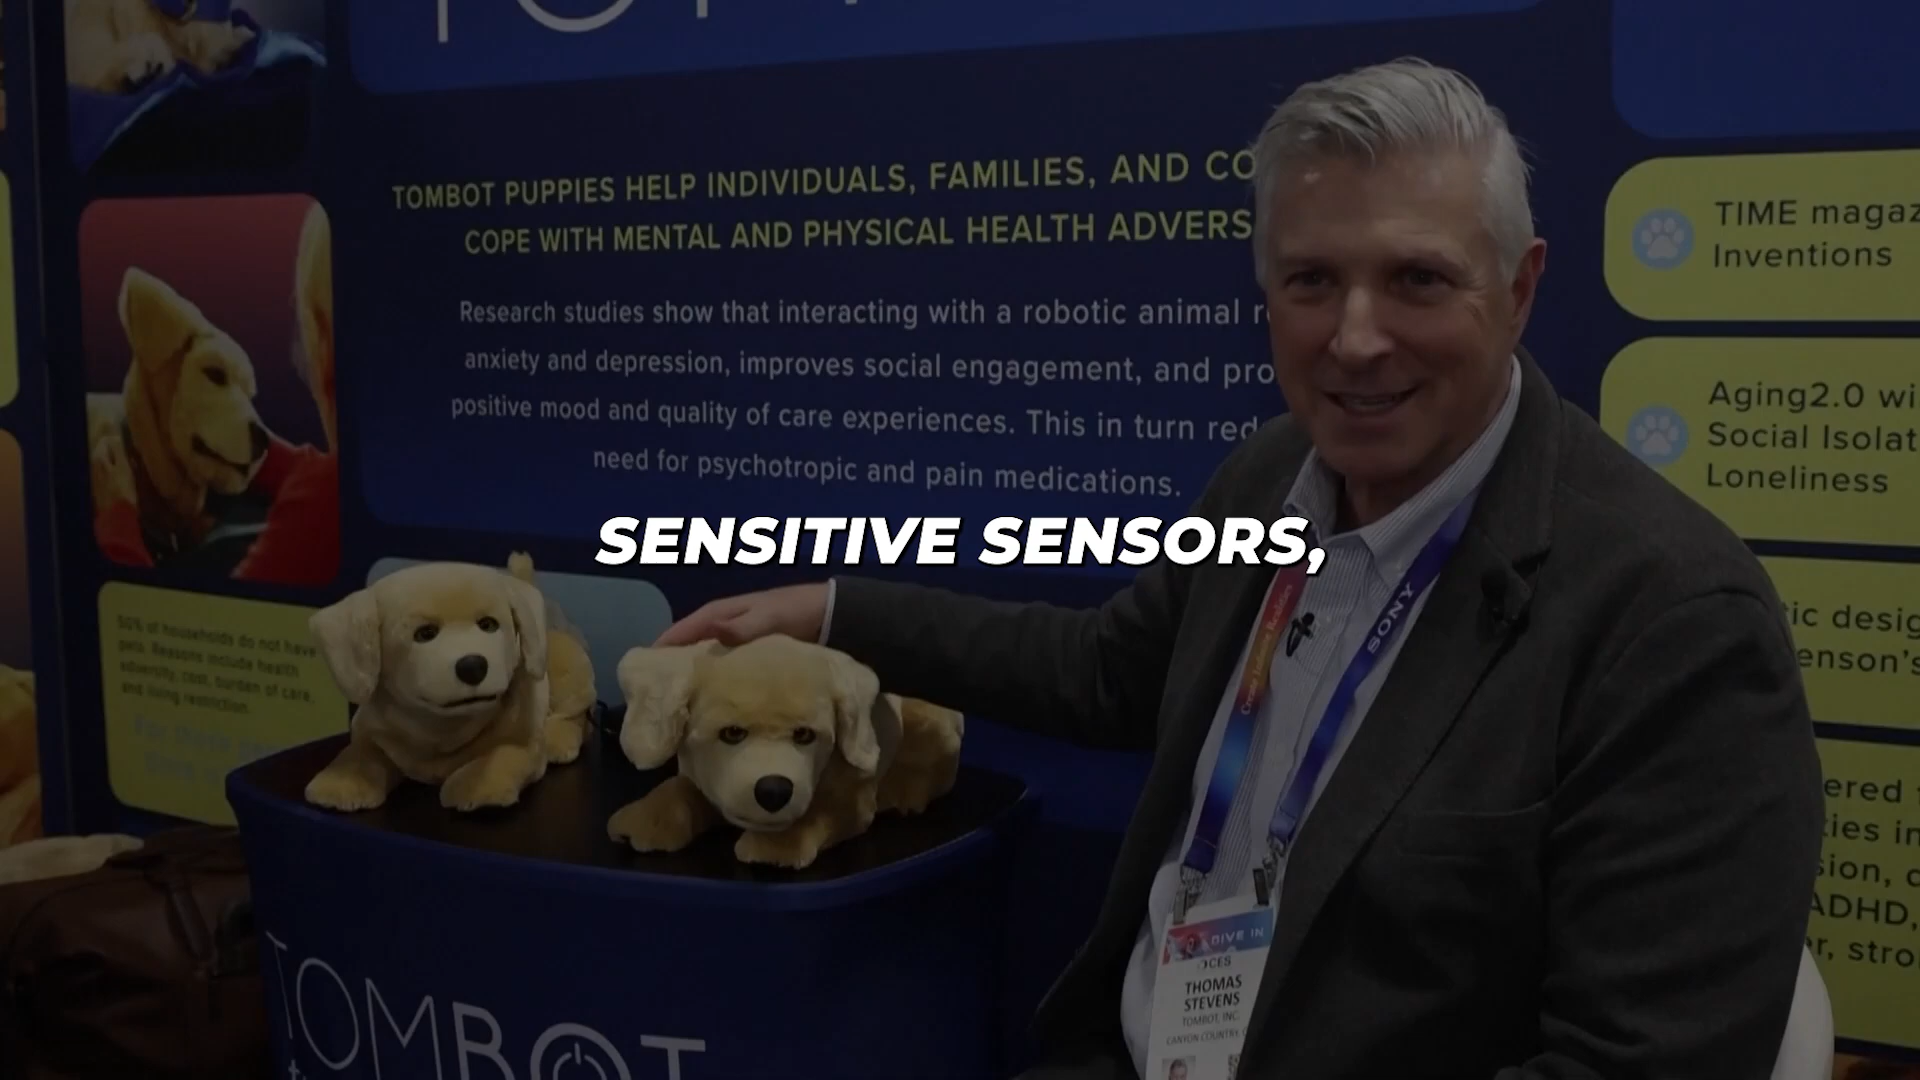 TOMBOT PUPPIES HELP INDIVIDUALS, FAMILIES, AND CO
COPE WITH MENTAL AND PHYSICAL HEALTH ADVERS
Research studies show that interacting with a robotic animal r
anxiety and depression, improves social engagement, and pro
positive mood and quality of care experiences. This in turn red
need for psychotropic and pain medications.
TIME magaz
Inventions
Aging2.0 wi
Social Isolat
Loneliness
SENSITIVE SENSORS,
50% of households do not have
pets. Reasons include health
adversity, cost, burden of care,
and living restriction.
ic desig
enson's
ered
ties in
sion, d
ADHD,
r, stro
SONY
DIVE IN
CES
THOMAS
STEVENS
TOMBOT, INC.
CANYON COUNTRY, C
TOMBOT